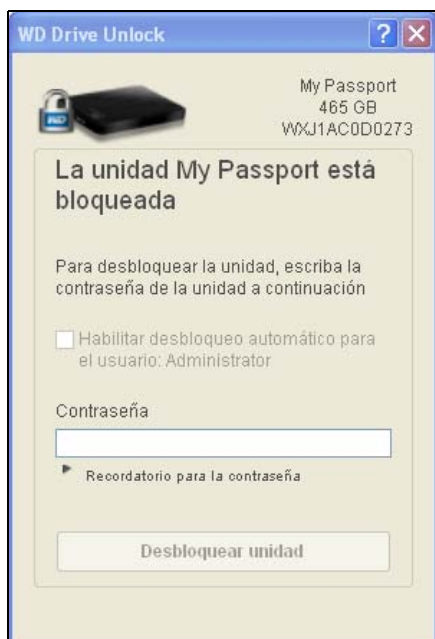 WD Drive Unlock
My Passport
465 GB
WXJ1AC0D0273
WD
La unidad My Passport está
bloqueada
Para desbloquear la unidad, escriba la
contraseña de la unidad a continuación
Habilitar desbloqueo automático para
el usuario: Administrator
Contraseña
Recordatorio para la contraseña
Desbloquear unidad